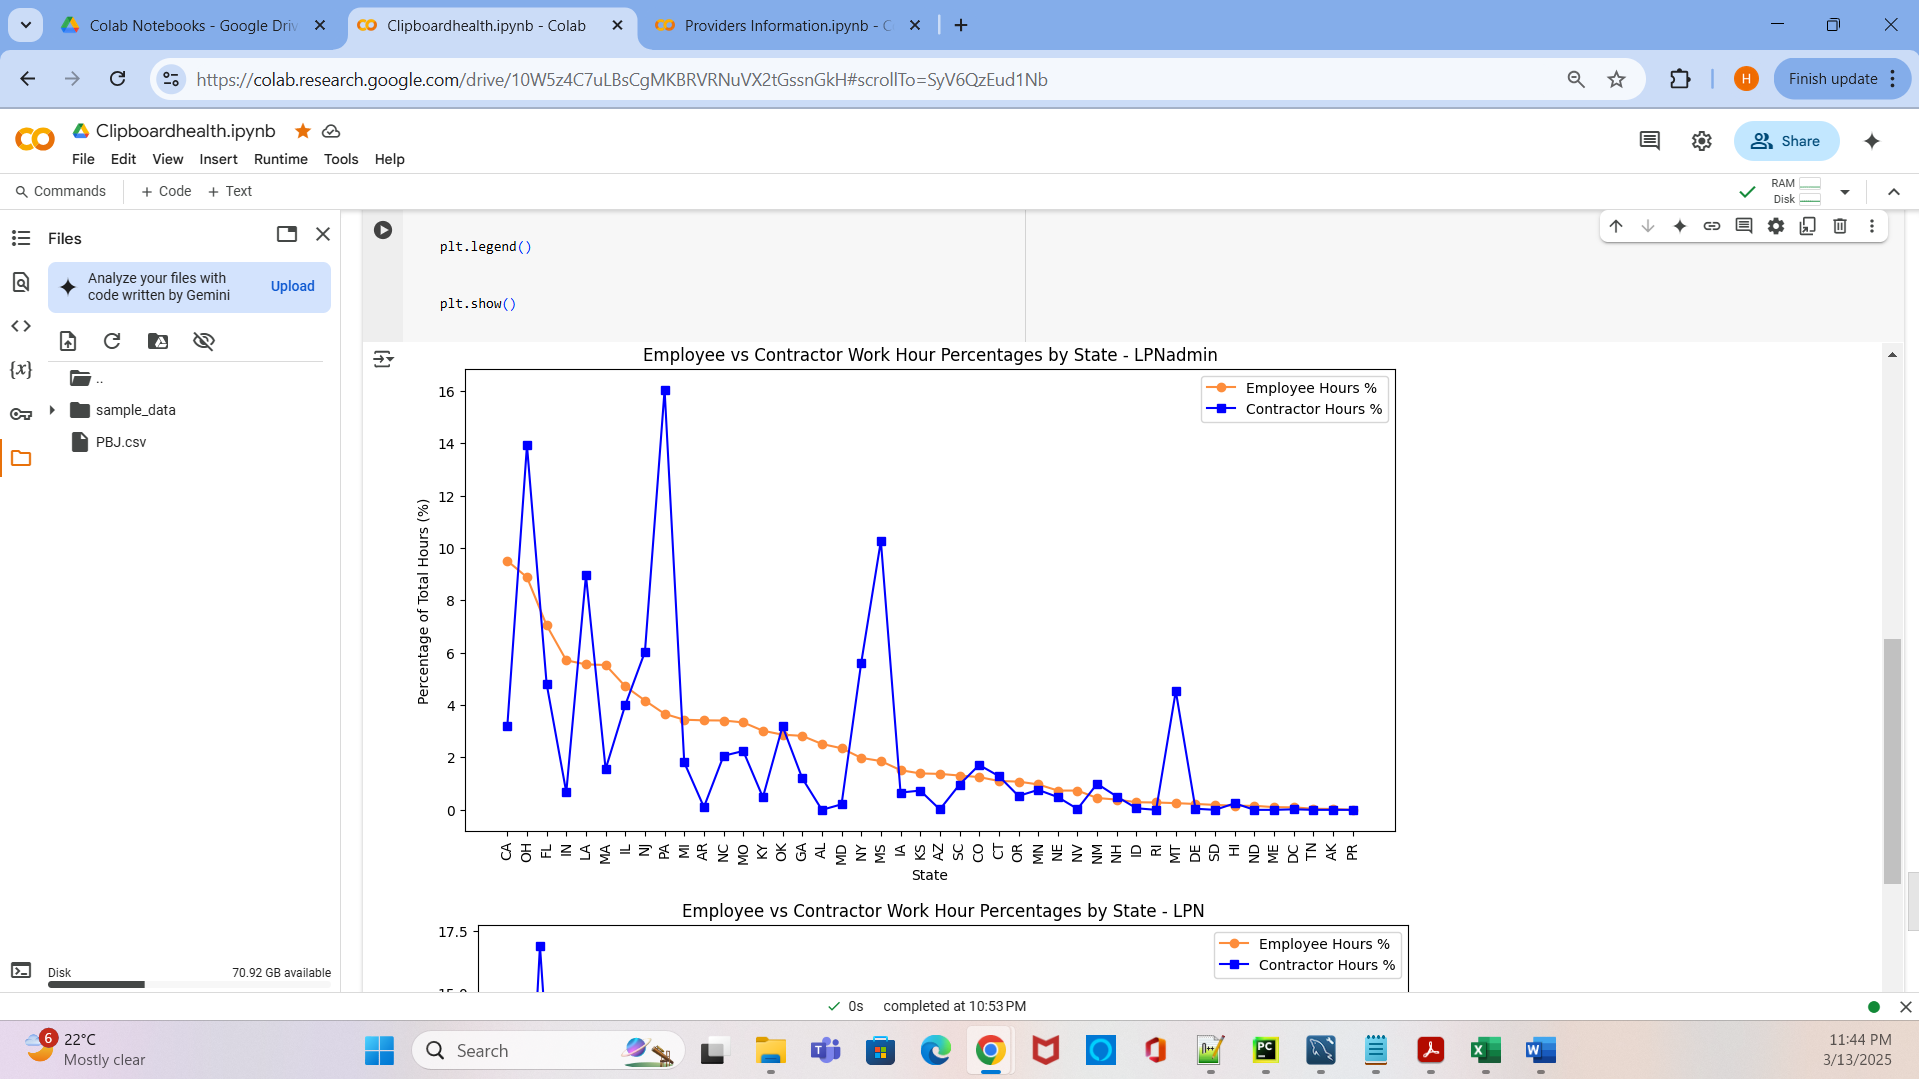 Colab Notebooks - Google Driv
Clipboardhealth.ipynb - Colab
Providers Information.ipynb - C
https://colab.research.google.com/drive/10W5z4C7uLBsCgMKBRVRNuVX2tGssnGkH#scrollTo=SyV6QzEud1Nb
H
Finish update
Clipboardhealth.ipynb
File Edit View Insert Runtime Tools Help
Share
Commands + Code + Text
RAM
Disk
Files
Analyze your files with
code written by Gemini
Upload
{x}
..
sample_data
PBJ.csv
Disk 70.92 GB available
plt.legend()
plt.show()
Employee vs Contractor Work Hour Percentages by State - LPNadmin
Employee Hours %
Contractor Hours %
Percentage of Total Hours (%)
16
14
12
10
8
6
4
2
0
CA OH FL IN LA MA IL NJ PA MI AR NC MO KY OK GA AL MD NY MS IA KS AZ SC CO CT OR MN NE NV NM NH ID RI MT DE SD HI ND ME DC TN AK PR
State
Employee vs Contractor Work Hour Percentages by State - LPN
17.5
Employee Hours %
Contractor Hours %
15.0
0s completed at 10:53 PM
6
22°C
Mostly clear
Search
11:44 PM
3/13/2025